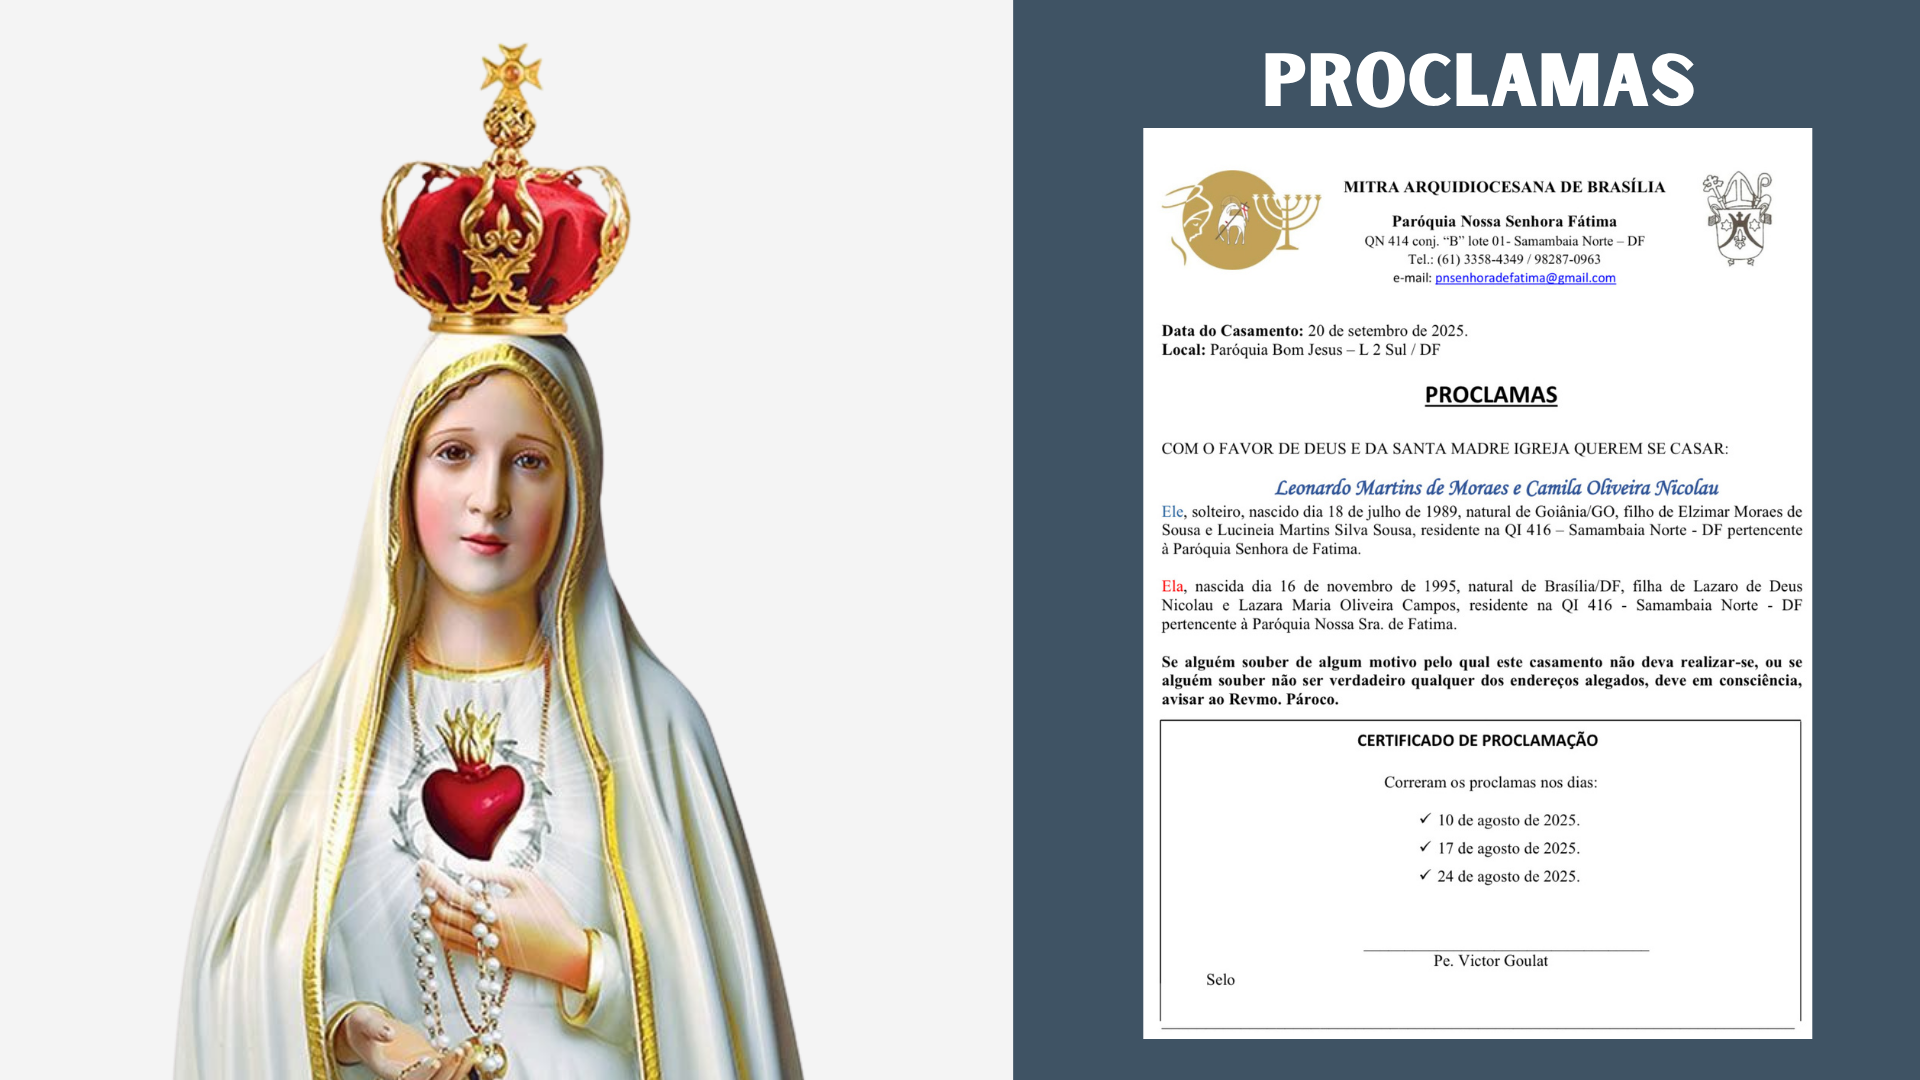 PROCLAMAS
MITRA ARQUIDIOCESANA DE BRASÍLIA
Paróquia Nossa Senhora Fátima
QN 414 conj. “B” lote 01- Samambaia Norte – DF
Tel.: (61) 3358-4349 / 98287-0963
e-mail: pnsenhoradefatima@gmail.com
Data do Casamento: 20 de setembro de 2025.
Local: Paróquia Bom Jesus – L 2 Sul / DF
PROCLAMAS
COM O FAVOR DE DEUS E DA SANTA MADRE IGREJA QUEREM SE CASAR:
Leonardo Martins de Moraes e Camila Oliveira Nicolau
Ele, solteiro, nascido dia 18 de julho de 1989, natural de Goiânia/GO, filho de Elzimar Moraes de
Sousa e Lucineia Martins Silva Sousa, residente na QI 416 – Samambaia Norte - DF pertencente
à Paróquia Senhora de Fatima.
Ela, nascida dia 16 de novembro de 1995, natural de Brasília/DF, filha de Lazaro de Deus
Nicolau e Lazara Maria Oliveira Campos, residente na QI 416 - Samambaia Norte - DF
pertencente à Paróquia Nossa Sra. de Fatima.
Se alguém souber de algum motivo pelo qual este casamento não deva realizar-se, ou se
alguém souber não ser verdadeiro qualquer dos endereços alegados, deve em consciência,
avisar ao Revmo. Pároco.
CERTIFICADO DE PROCLAMAÇÃO
Correram os proclamas nos dias:
✓ 10 de agosto de 2025.
✓ 17 de agosto de 2025.
✓ 24 de agosto de 2025.
Pe. Victor Goulat
Selo